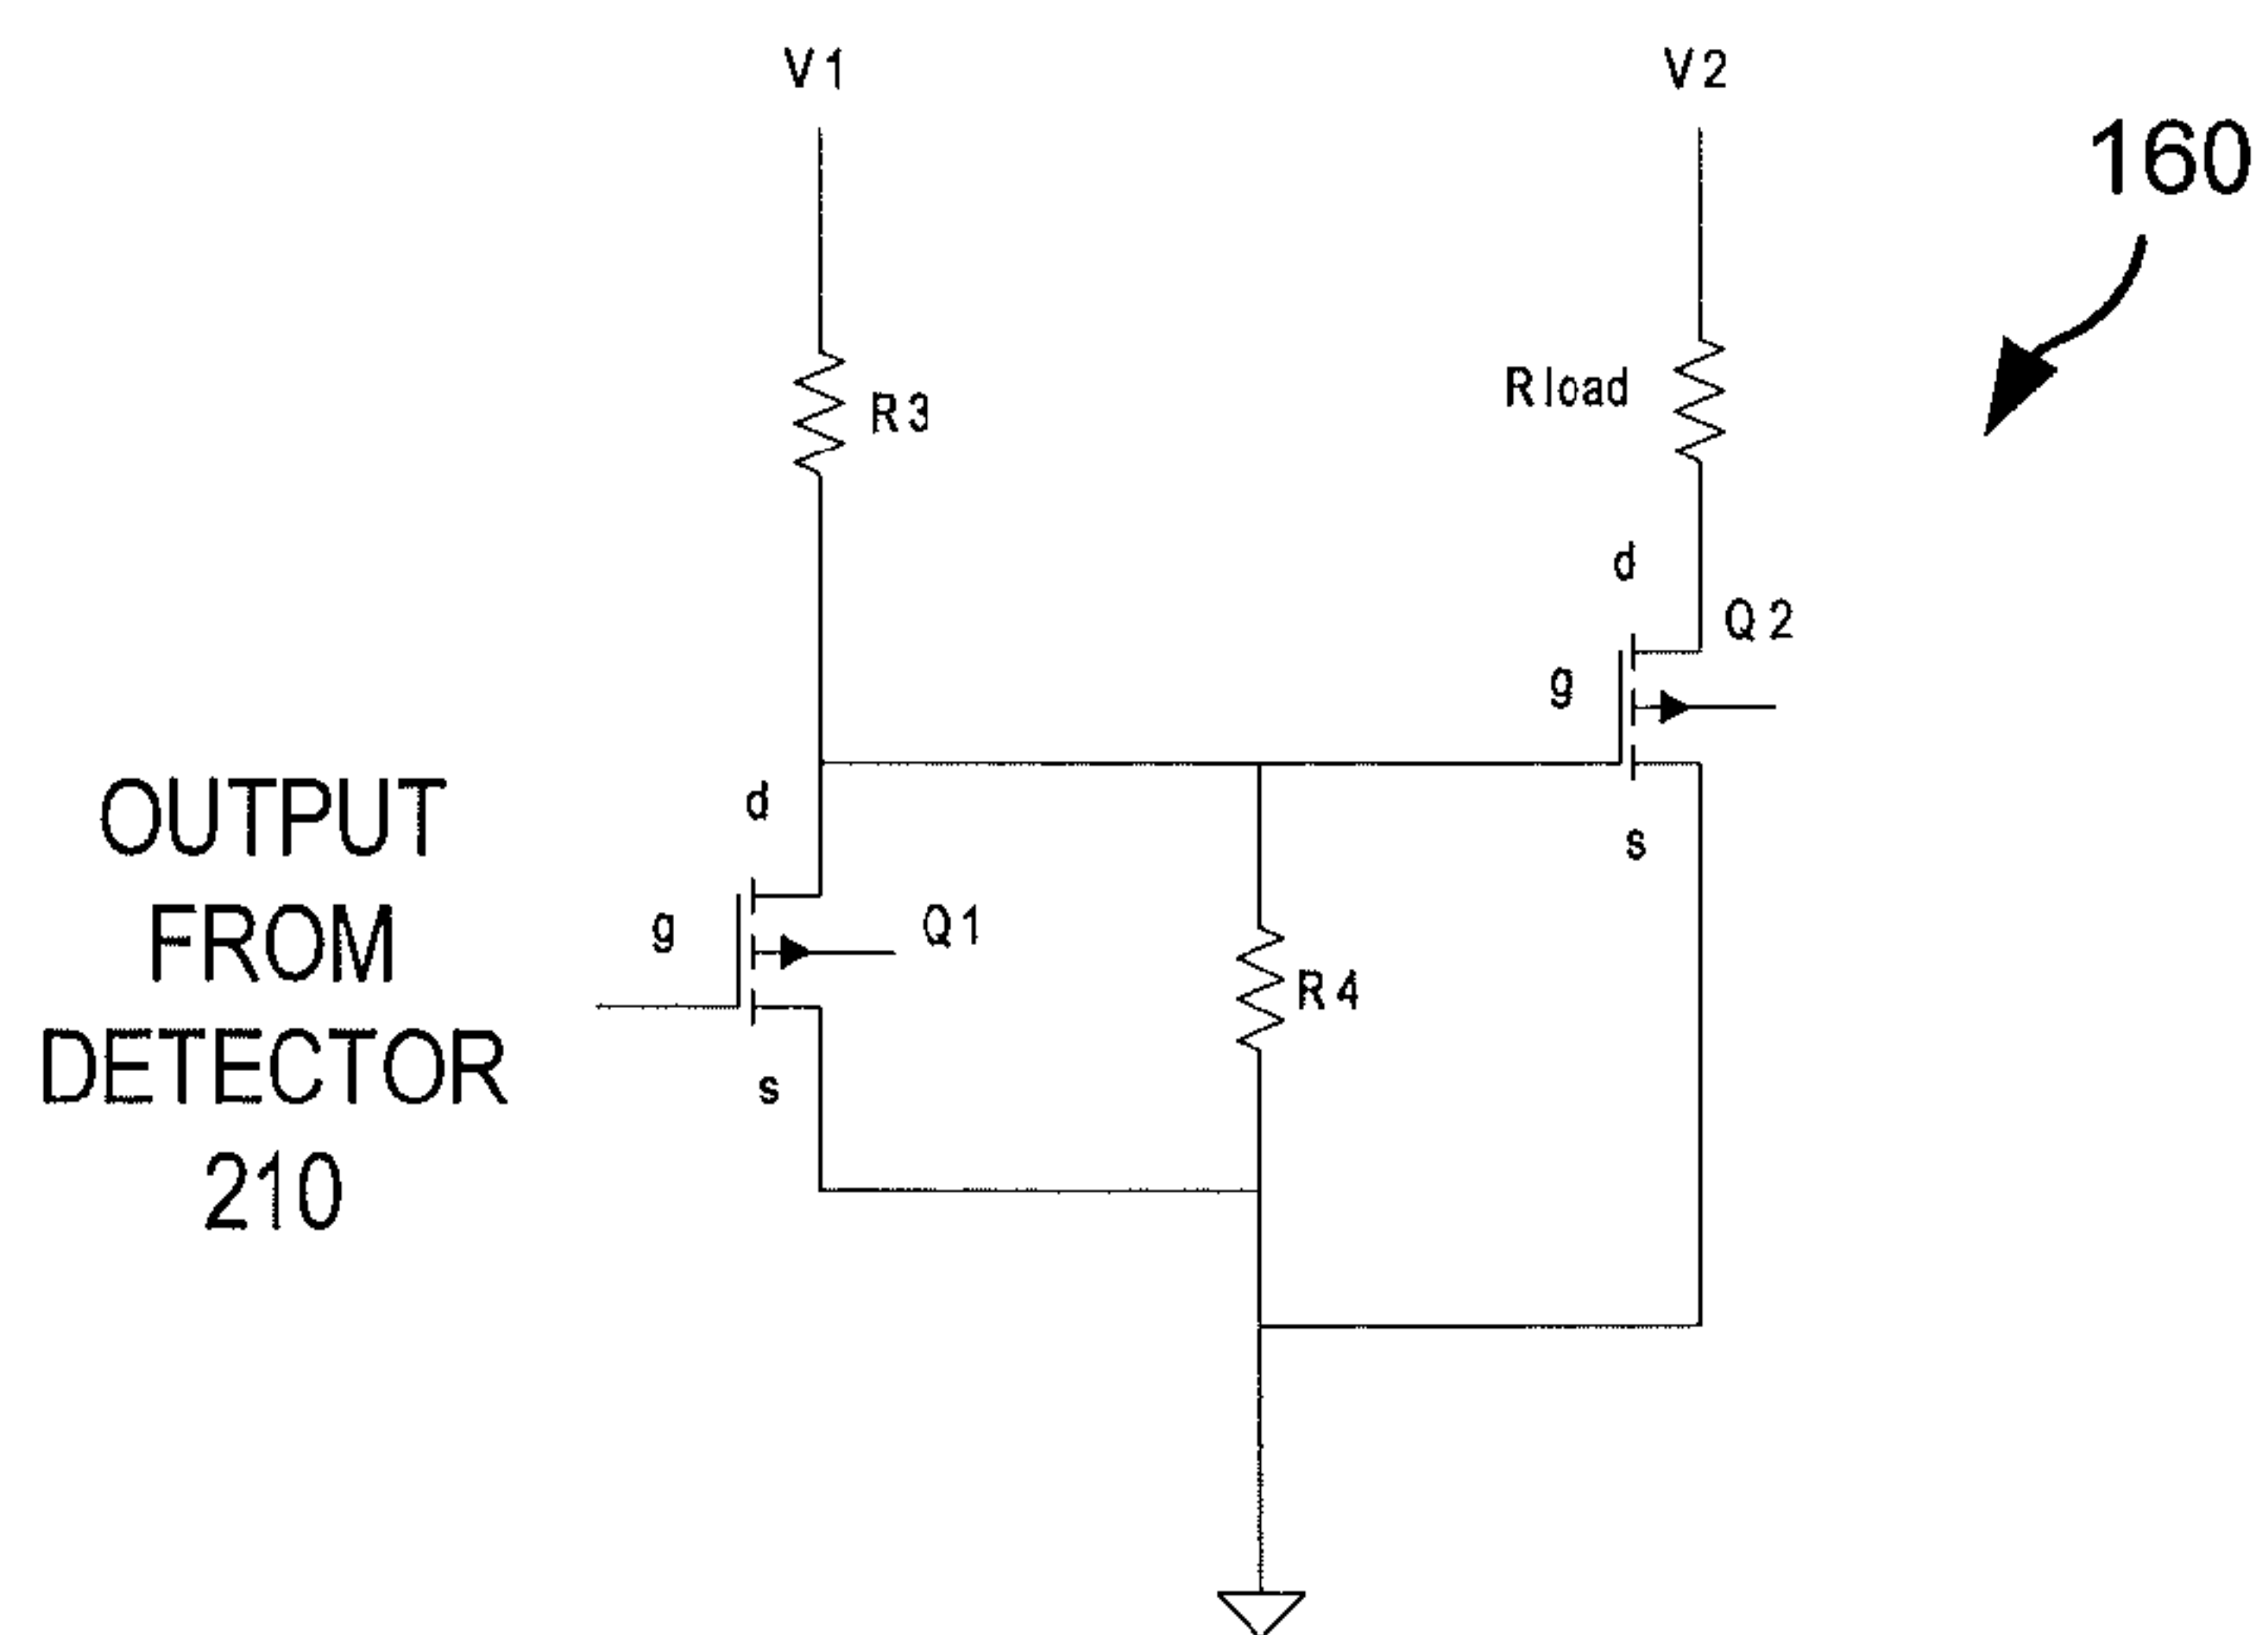 V1
V2
160
R3
Rload
d
Q2
g
d
s
OUTPUT
FROM
DETECTOR
210
g
Q1
R4
s